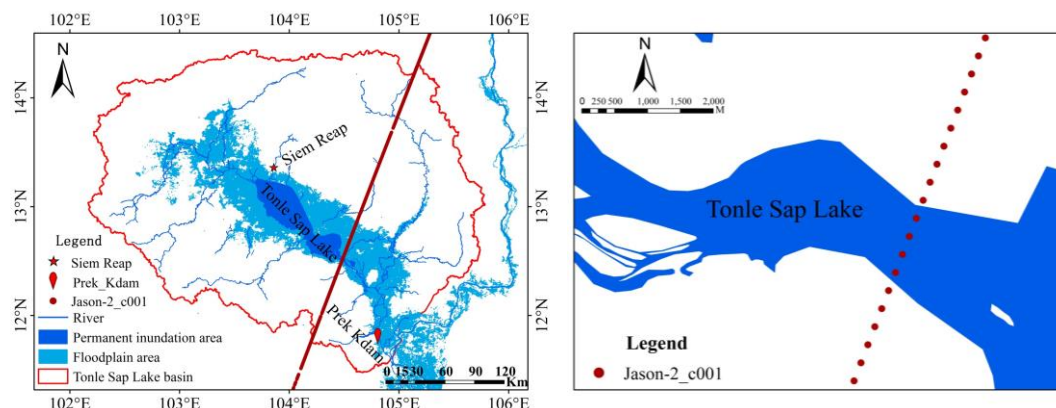 102°E 103°E 104°E 105°E 106°E
N
14°N 14°N
Siem Reap
13°N 13°N
Tonle Sap Lake
Legend
Siem Reap
Prek_Kdam
Jason-2_c001
River
Permanent inundation area
Floodplain area
Tonle Sap Lake basin
12°N 12°N
Prek Kdam
0 1530 60 90 120
Km
102°E 103°E 104°E 105°E 106°E
N
0 250 500 1,000 1,500 2,000
M
Tonle Sap Lake
Legend
Jason-2_c001